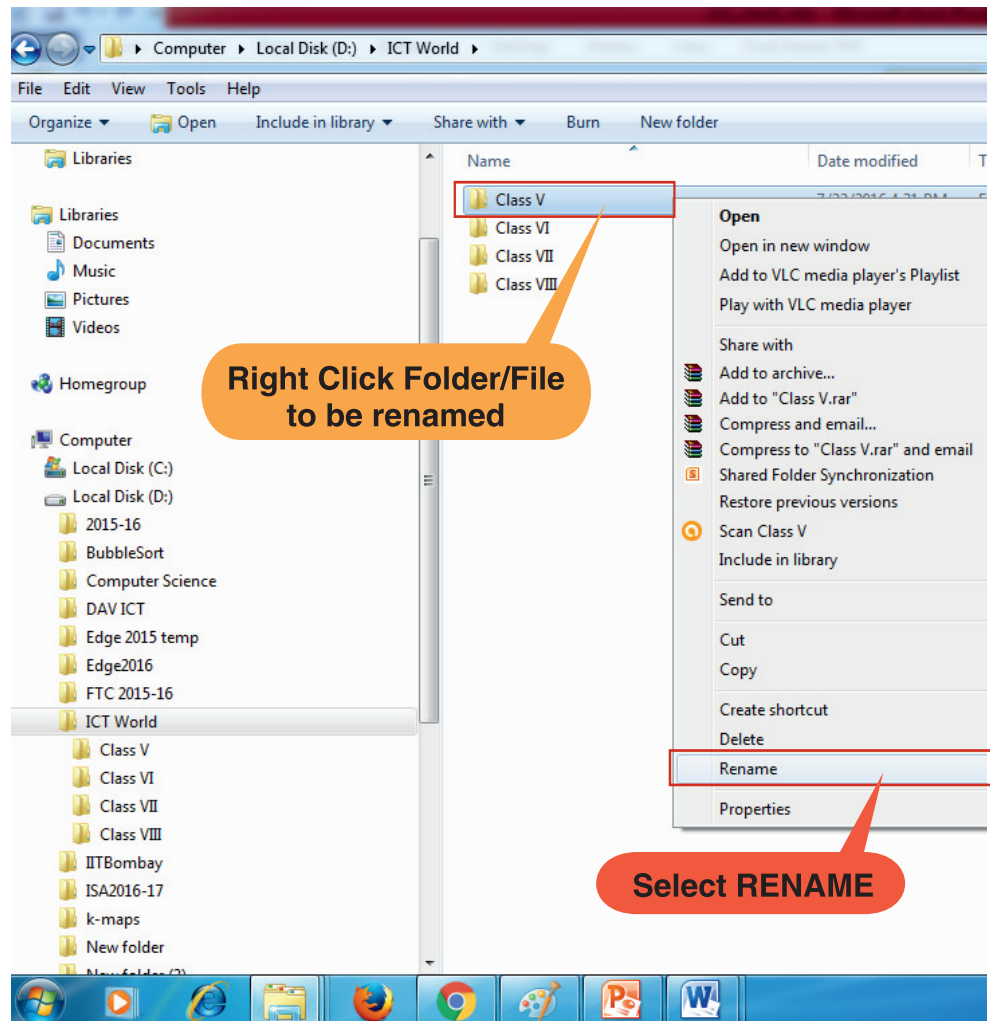 Computer ▸ Local Disk (D:) ▸ ICT World ▸
File Edit View Tools Help
Organize Open Include in library Share with Burn New folder
Libraries
Libraries
Documents
Music
Pictures
Videos
Homegroup
Computer
Local Disk (C:)
Local Disk (D:)
2015-16
BubbleSort
Computer Science
DAV ICT
Edge 2015 temp
Edge2016
FTC 2015-16
ICT World
Class V
Class VI
Class VII
Class VIII
IITBombay
ISA2016-17
k-maps
New folder
New folder (2)
Name Date modified T
Class V
Class VI
Class VII
Class VIII
Right Click Folder/File
to be renamed
Open
Open in new window
Add to VLC media player's Playlist
Play with VLC media player
Share with
Add to archive...
Add to "Class V.rar"
Compress and email...
Compress to "Class V.rar" and email
S
Shared Folder Synchronization
Restore previous versions
Scan Class V
Include in library
Send to
Cut
Copy
Create shortcut
Delete
Rename
Properties
Select RENAME
Ps
W